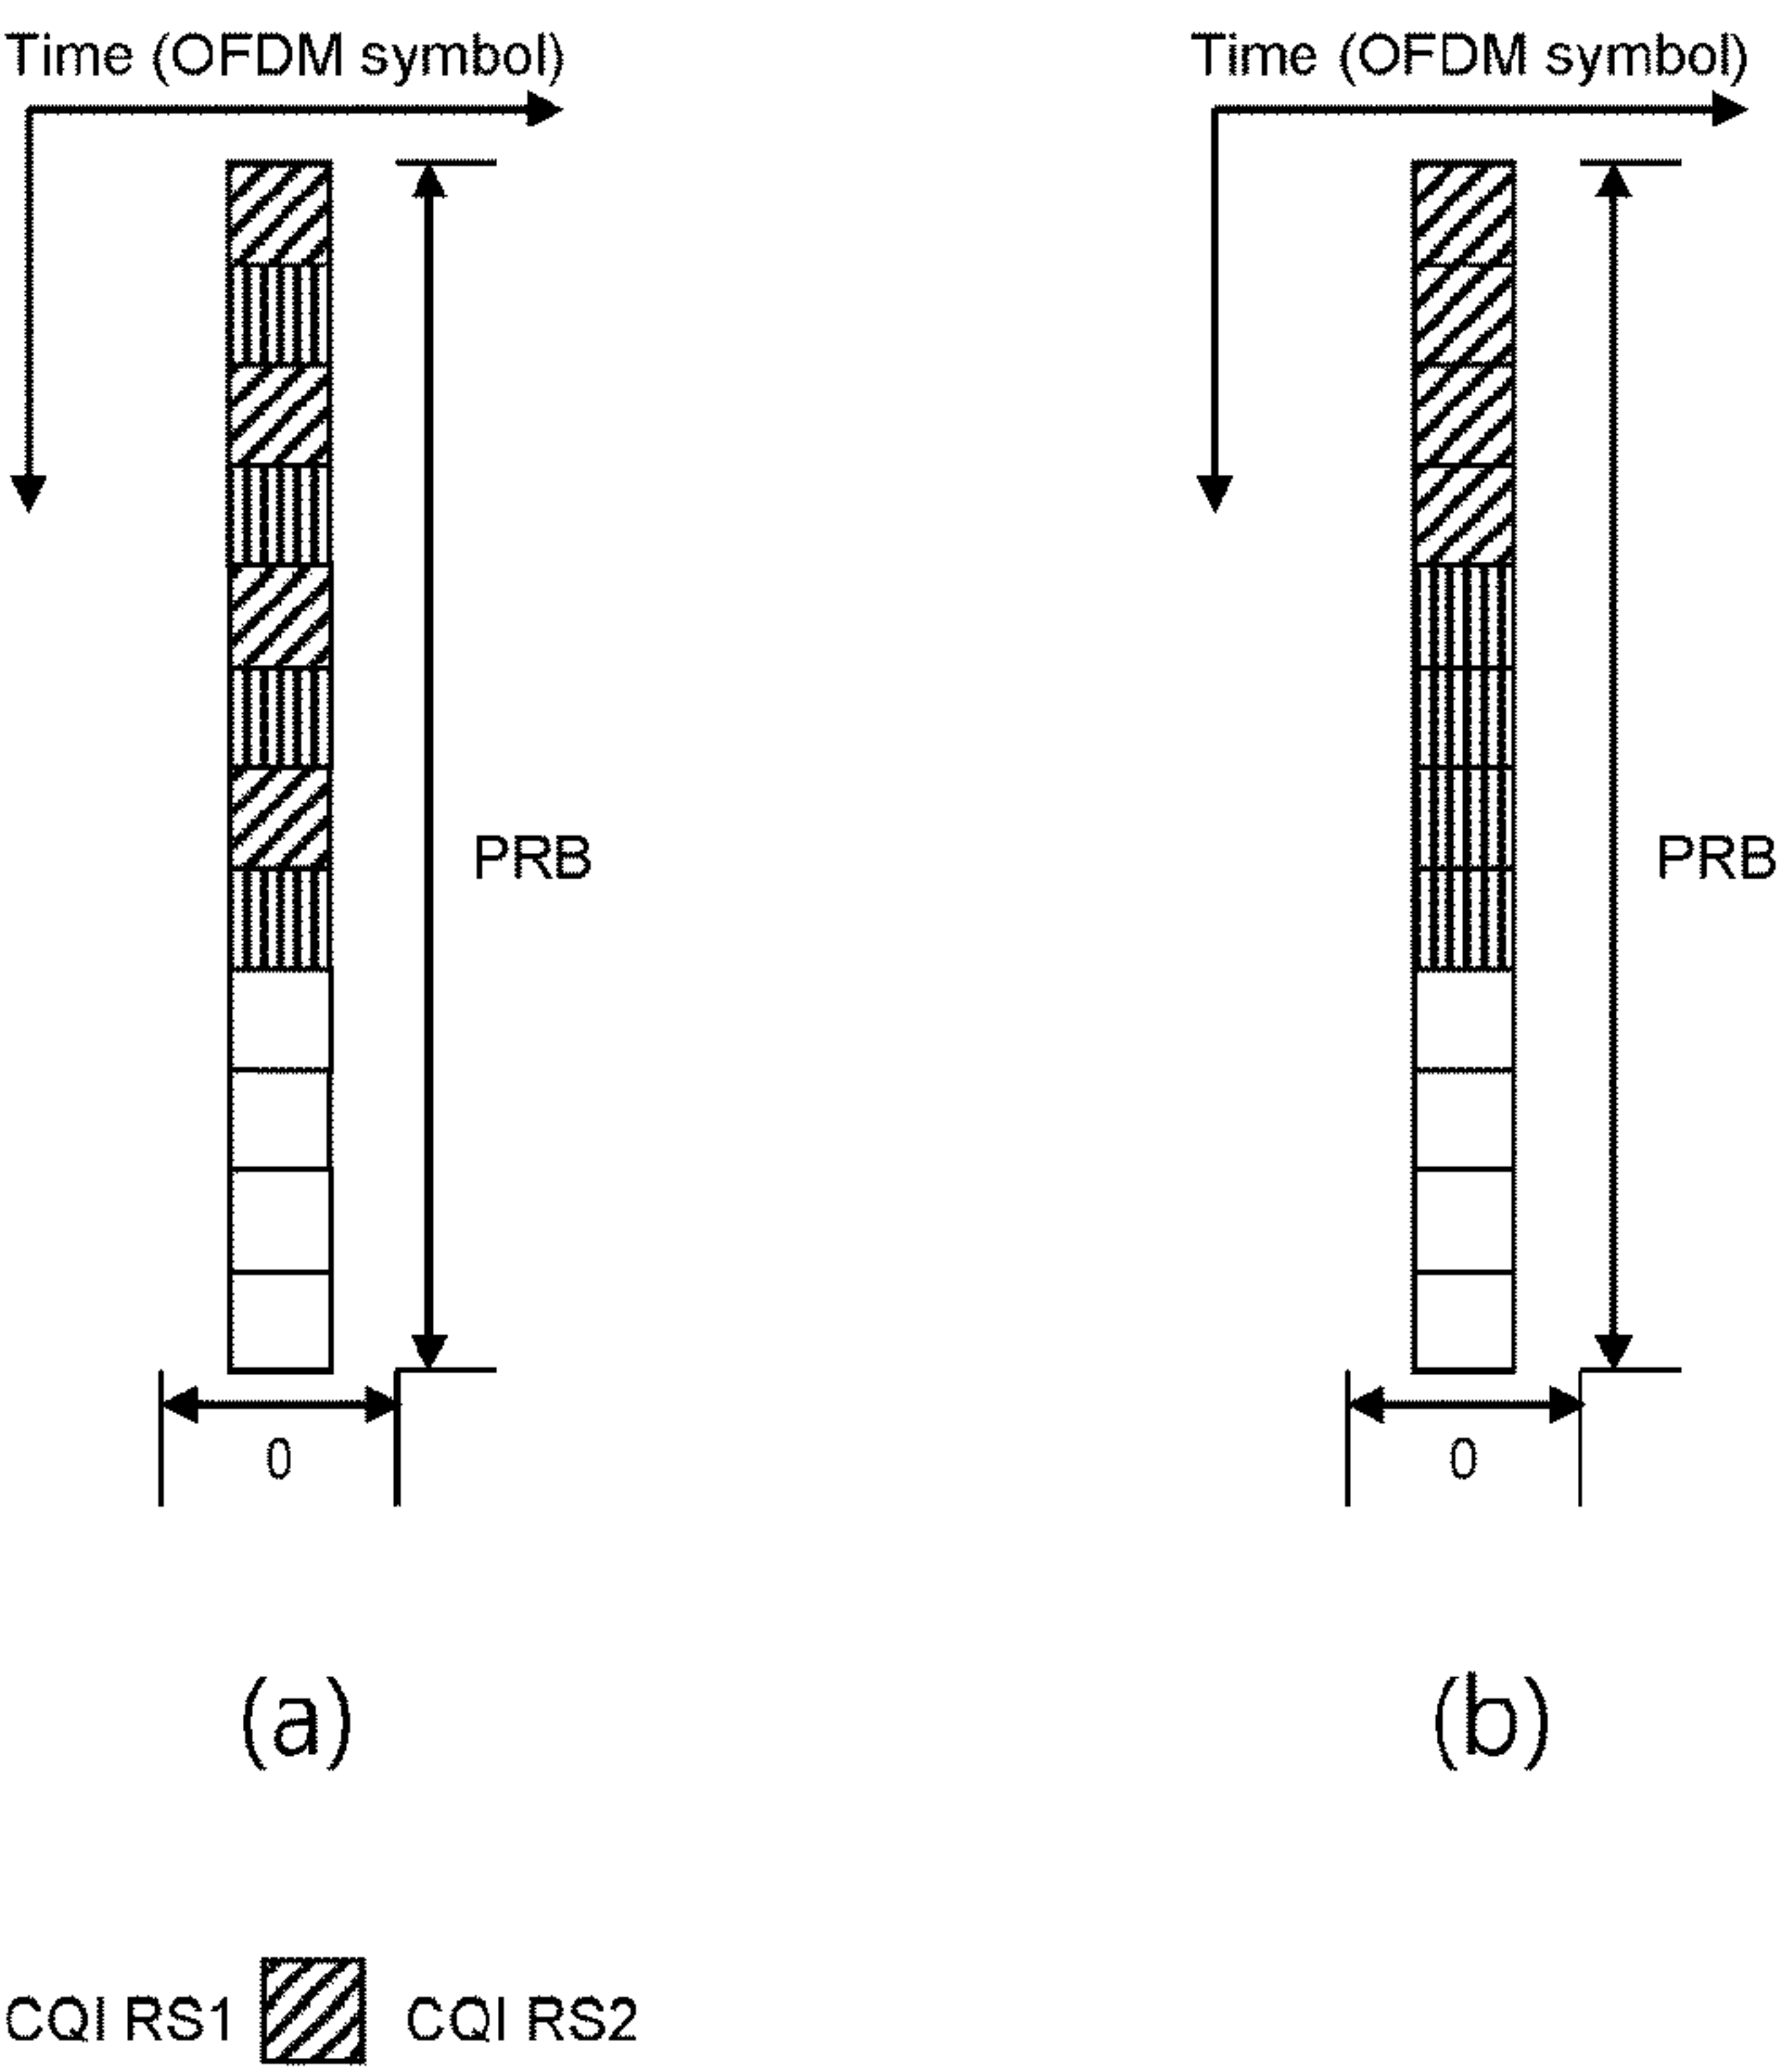 Time (OFDM symbol) Time (OFDM symbol)
PRB PRB
0 0
(a) (b)
CQI RS1 CQI RS2